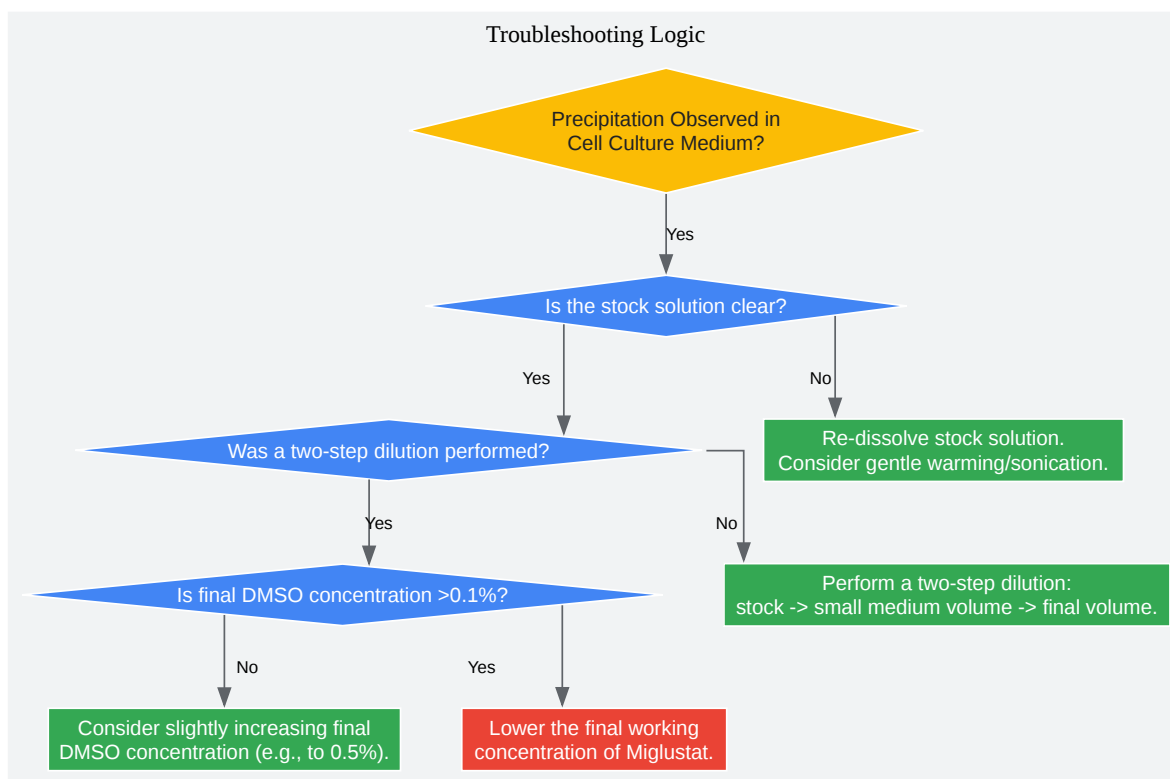 Troubleshooting Logic
Precipitation Observed in
Cell Culture Medium?
Yes
Is the stock solution clear?
Yes
No
Re-dissolve stock solution.
Consider gentle warming/sonication.
Was a two-step dilution performed?
Yes
No
Perform a two-step dilution:
stock -> small medium volume -> final volume.
Is final DMSO concentration >0.1%?
No
Yes
Consider slightly increasing final
DMSO concentration (e.g., to 0.5%).
Lower the final working
concentration of Miglustat.